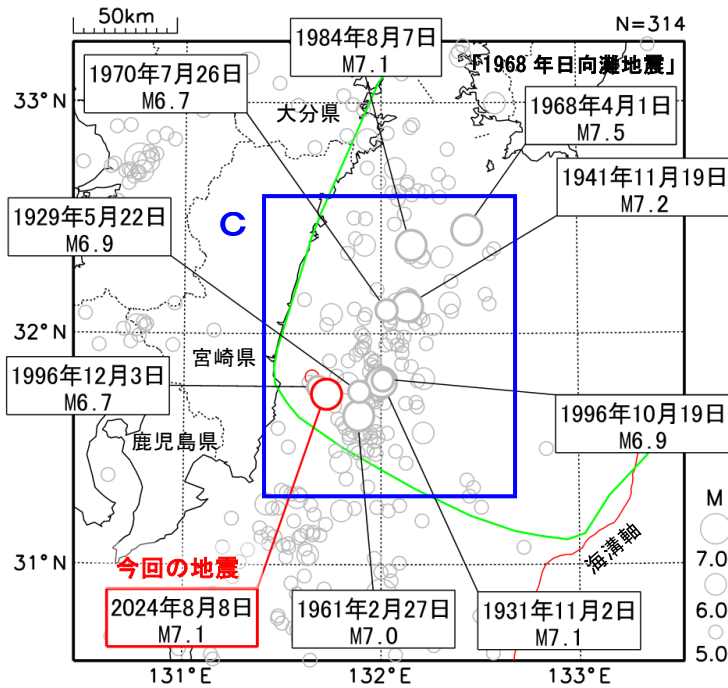 50km
N=314
1984年8月7日
M7.1
「1968 年日向灘地震」
1970年7月26日
M6.7
33°N
大分県
1968年4月1日
M7.5
1941年11月19日
M7.2
1929年5月22日
M6.9
C
32°N
宮崎県
1996年12月3日
M6.7
1996年10月19日
M6.9
鹿児島県
M
7.0
6.0
5.0
海溝軸
31°N
今回の地震
2024年8月8日
M7.1
1961年2月27日
M7.0
1931年11月2日
M7.1
131°E
132°E
133°E